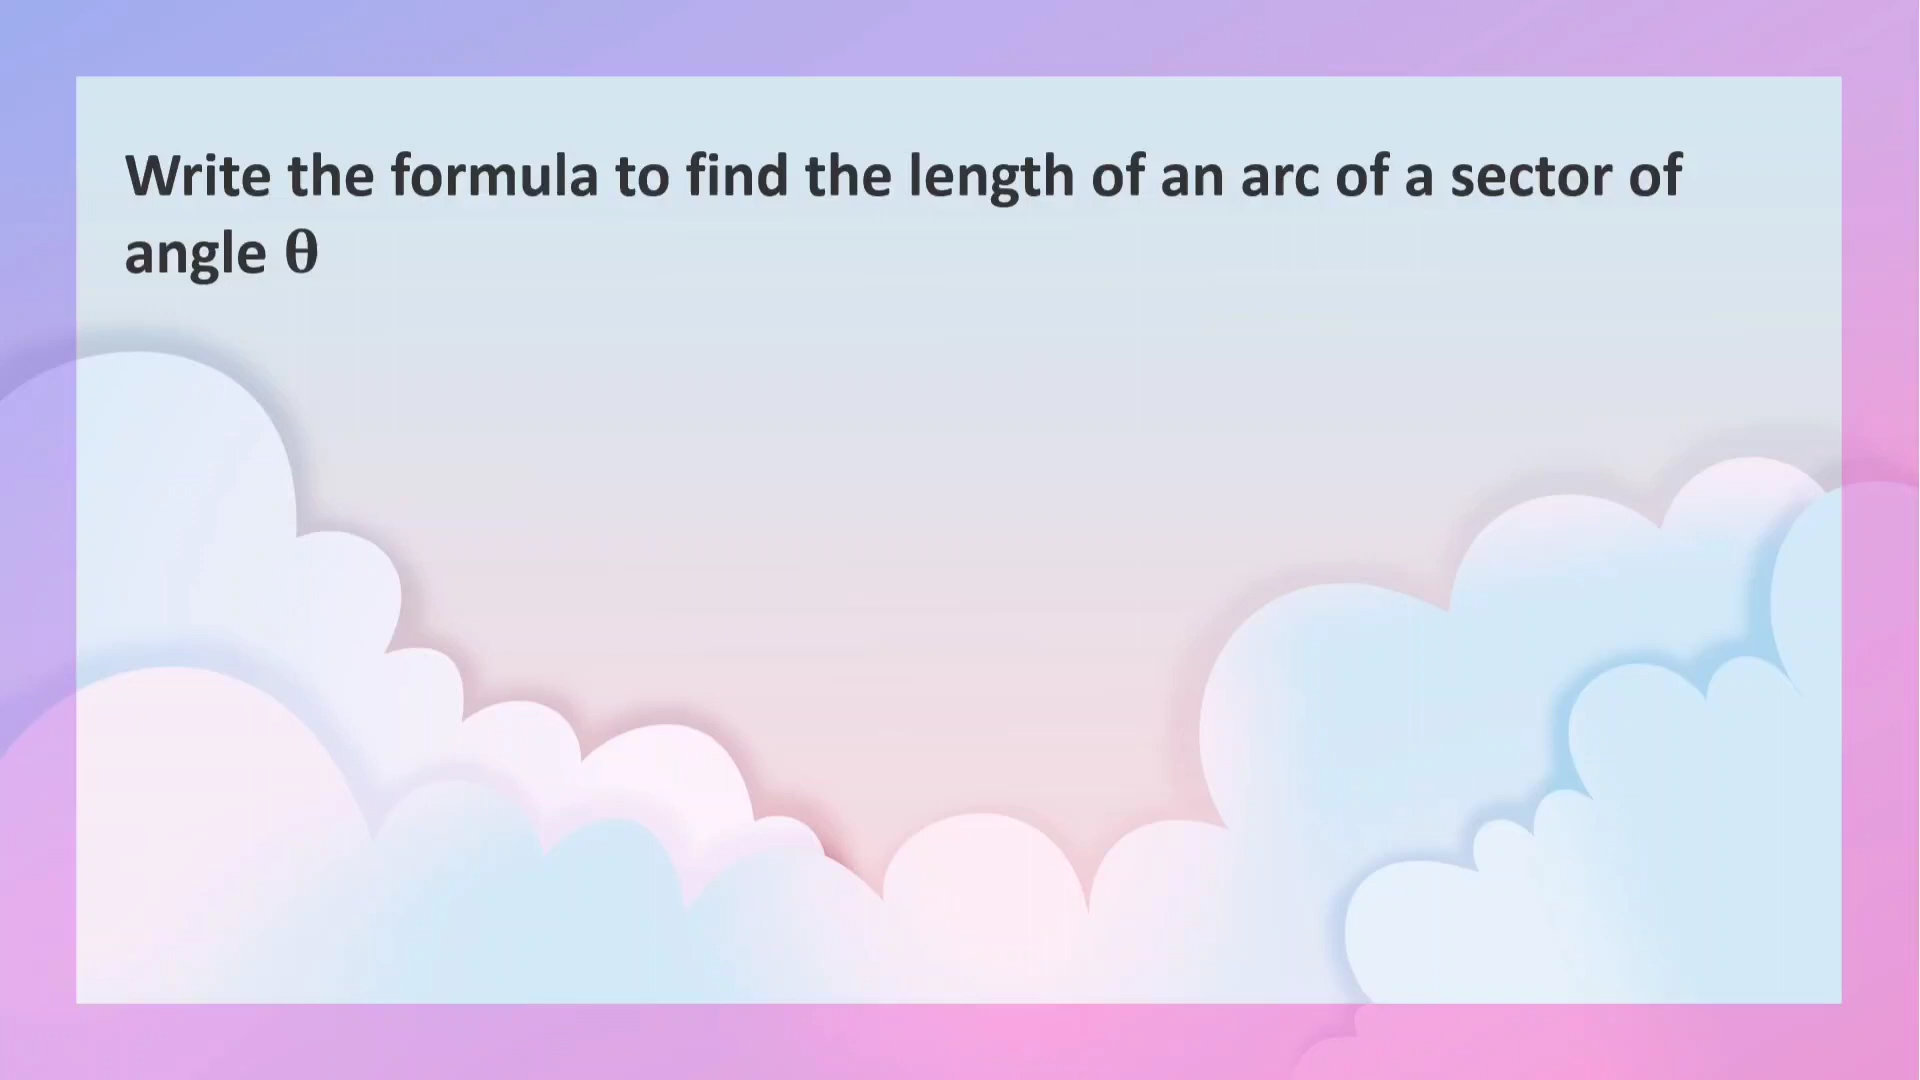 Write the formula to find the length of an arc of a sector of
angle θ